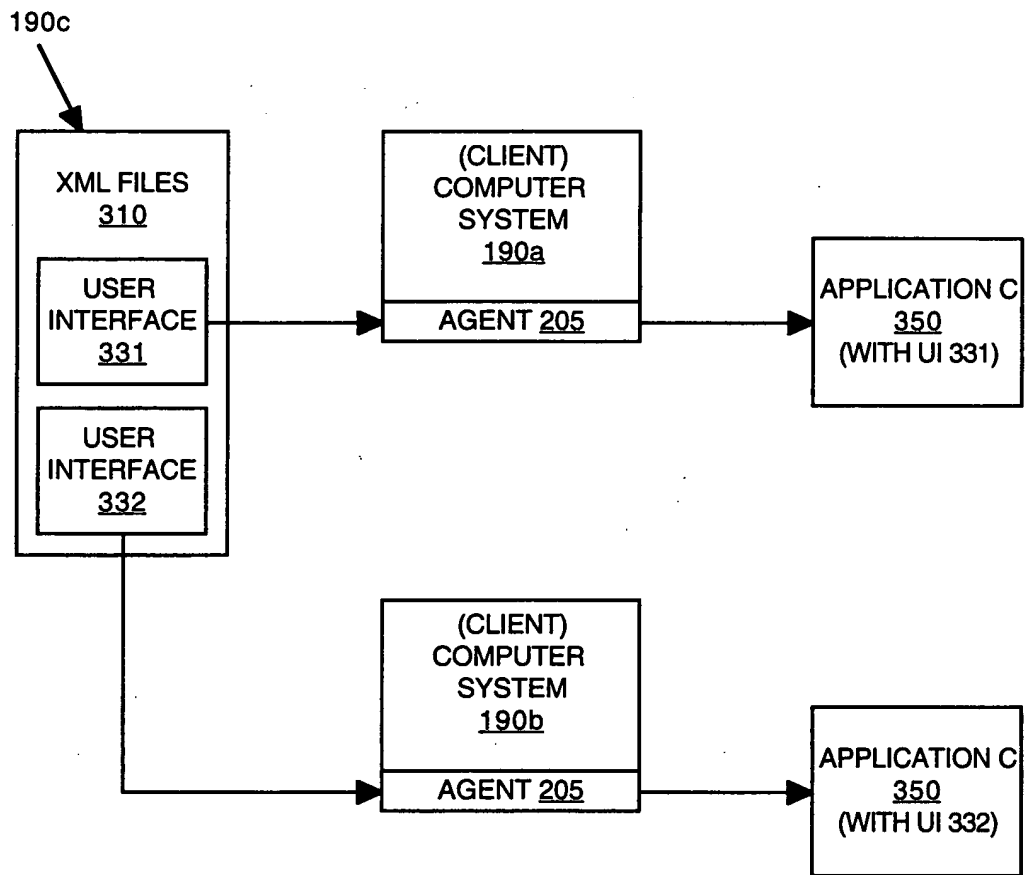 190c
XML FILES
310
USER
INTERFACE
331
USER
INTERFACE
332
(CLIENT)
COMPUTER
SYSTEM
190a
AGENT 205
APPLICATION C
350
(WITH UI 331)
(CLIENT)
COMPUTER
SYSTEM
190b
AGENT 205
APPLICATION C
350
(WITH UI 332)